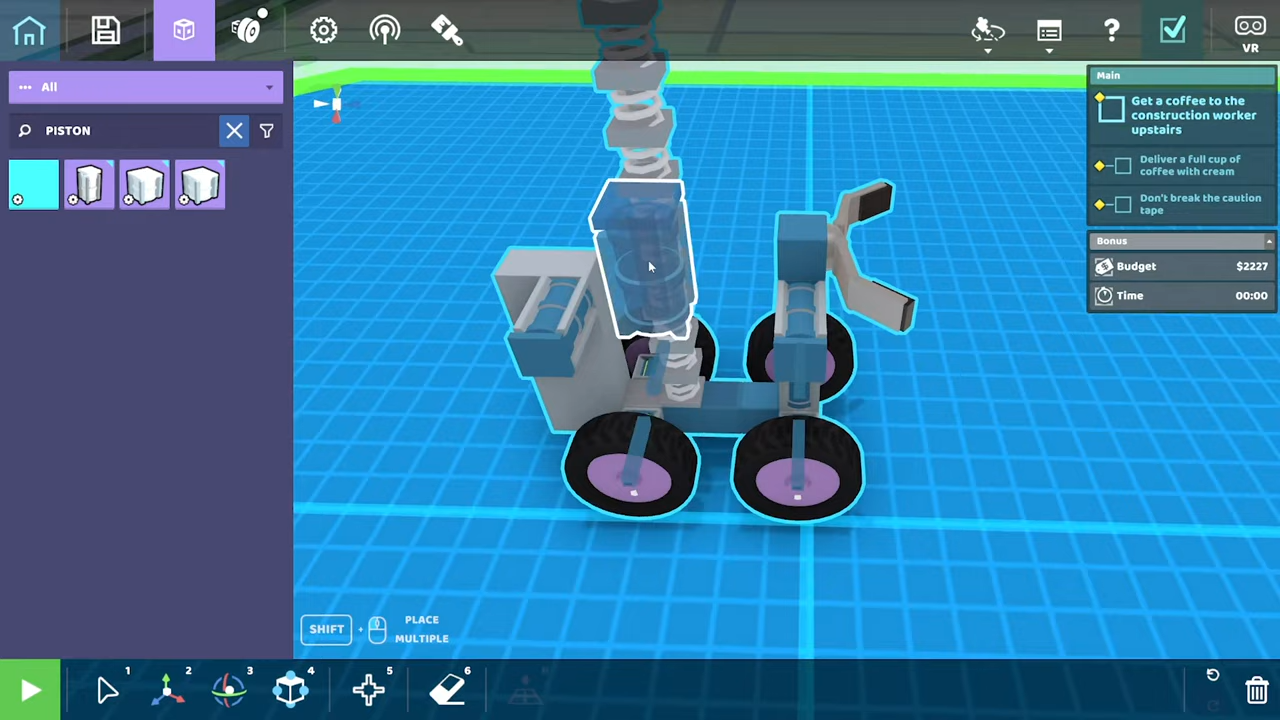 VR
All
PISTON
Main
Get a coffee to the
construction worker
upstairs
Deliver a full cup of
coffee with cream
Don't break the caution
tape
Bonus
Budget $2227
Time 00:00
SHIFT + PLACE
MULTIPLE
1 2 3 4 5 6